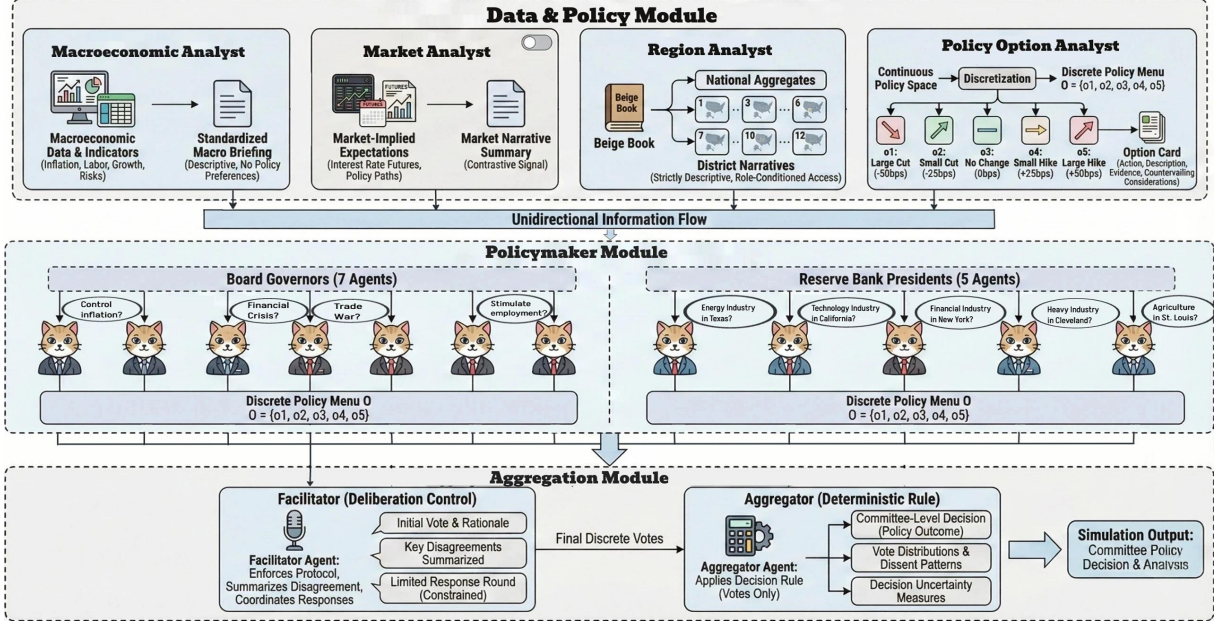 Data & Policy Module
Macroeconomic Analyst
Macroeconomic
Data & Indicators
(Inflation, Labor, Growth,
Risks)
Standardized
Macro Briefing
(Descriptive, No Policy
Preferences)
Market Analyst
FUTURES
FUTURES
Market-Implied
Expectations
(Interest Rate Futures,
Policy Paths)
Market Narrative
Summary
(Contrastive Signal)
Region Analyst
Beige
Book
Beige Book
National Aggregates
1 3 6
7 10 12
District Narratives
(Strictly Descriptive, Role-Conditioned Access)
Policy Option Analyst
Continuous
Policy Space
Discretization
Discrete Policy Menu
O = {o1, o2, o3, o4, o5}
o1:
Large Cut
(-50bps)
o2:
Small Cut
(-25bps)
o3:
No Change
(0bps)
o4:
Small Hike
(+25bps)
o5:
Large Hike
(+50bps)
Option Card
(Action, Description,
Evidence, Countervailing
Considerations)
Unidirectional Information Flow
Policymaker Module
Board Governors (7 Agents)
Control
inflation?
Financial
Crisis?
Trade
War?
Stimulate
employment?
Discrete Policy Menu O
O = {o1, o2, o3, o4, o5}
Reserve Bank Presidents (5 Agents)
Energy Industry
in Texas?
Technology Industry
in California?
Financial Industry
in New York?
Heavy Industry
in Cleveland?
Agriculture
in St. Louis?
Discrete Policy Menu O
O = {o1, o2, o3, o4, o5}
Aggregation Module
Facilitator (Deliberation Control)
Facilitator Agent:
Enforces Protocol,
Summarizes Disagreement,
Coordinates Responses
Initial Vote & Rationale
Key Disagreements
Summarized
Limited Response Round
(Constrained)
Final Discrete Votes
Aggregator (Deterministic Rule)
Aggregator Agent:
Applies Decision Rule
(Votes Only)
Committee-Level Decision
(Policy Outcome)
Vote Distributions &
Dissent Patterns
Decision Uncertainty
Measures
Simulation Output:
Committee Policy
Decision & Analysis